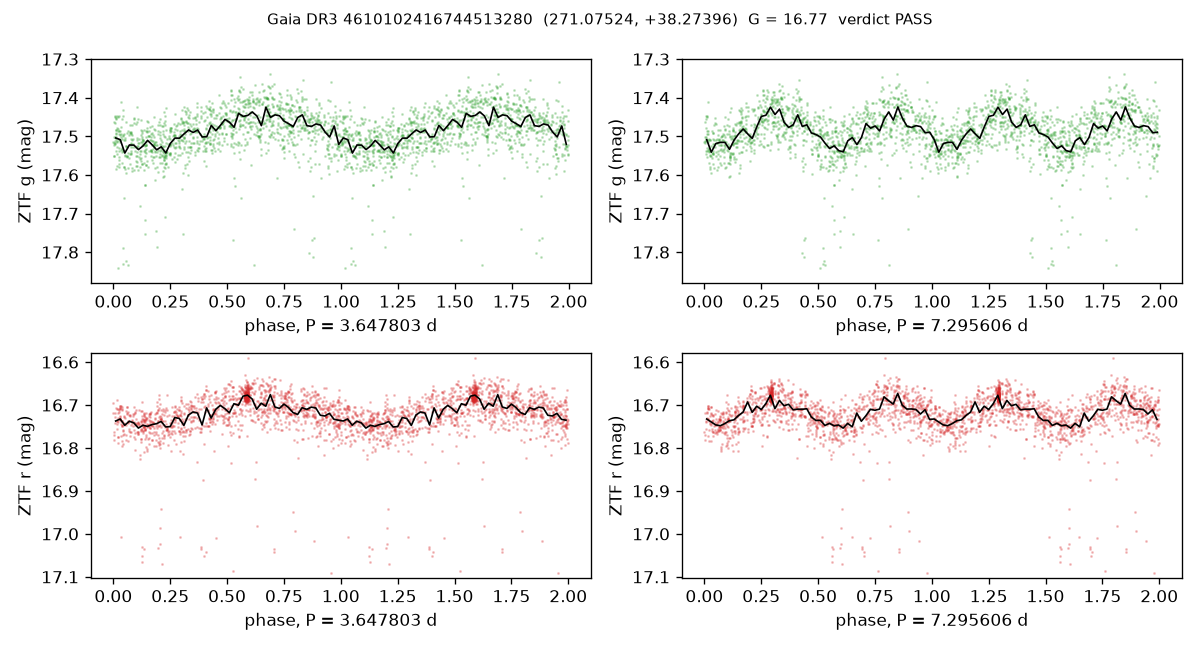 Gaia DR3 4610102416744513280  (271.07524, +38.27396)  G = 16.77  verdict PASS
17.3
17.4
17.5
17.6
17.7
17.8
ZTF g (mag)
0.00 0.25 0.50 0.75 1.00 1.25 1.50 1.75 2.00
phase, P = 3.647803 d
17.3
17.4
17.5
17.6
17.7
17.8
ZTF g (mag)
0.00 0.25 0.50 0.75 1.00 1.25 1.50 1.75 2.00
phase, P = 7.295606 d
16.6
16.7
16.8
16.9
17.0
17.1
ZTF r (mag)
0.00 0.25 0.50 0.75 1.00 1.25 1.50 1.75 2.00
phase, P = 3.647803 d
16.6
16.7
16.8
16.9
17.0
17.1
ZTF r (mag)
0.00 0.25 0.50 0.75 1.00 1.25 1.50 1.75 2.00
phase, P = 7.295606 d